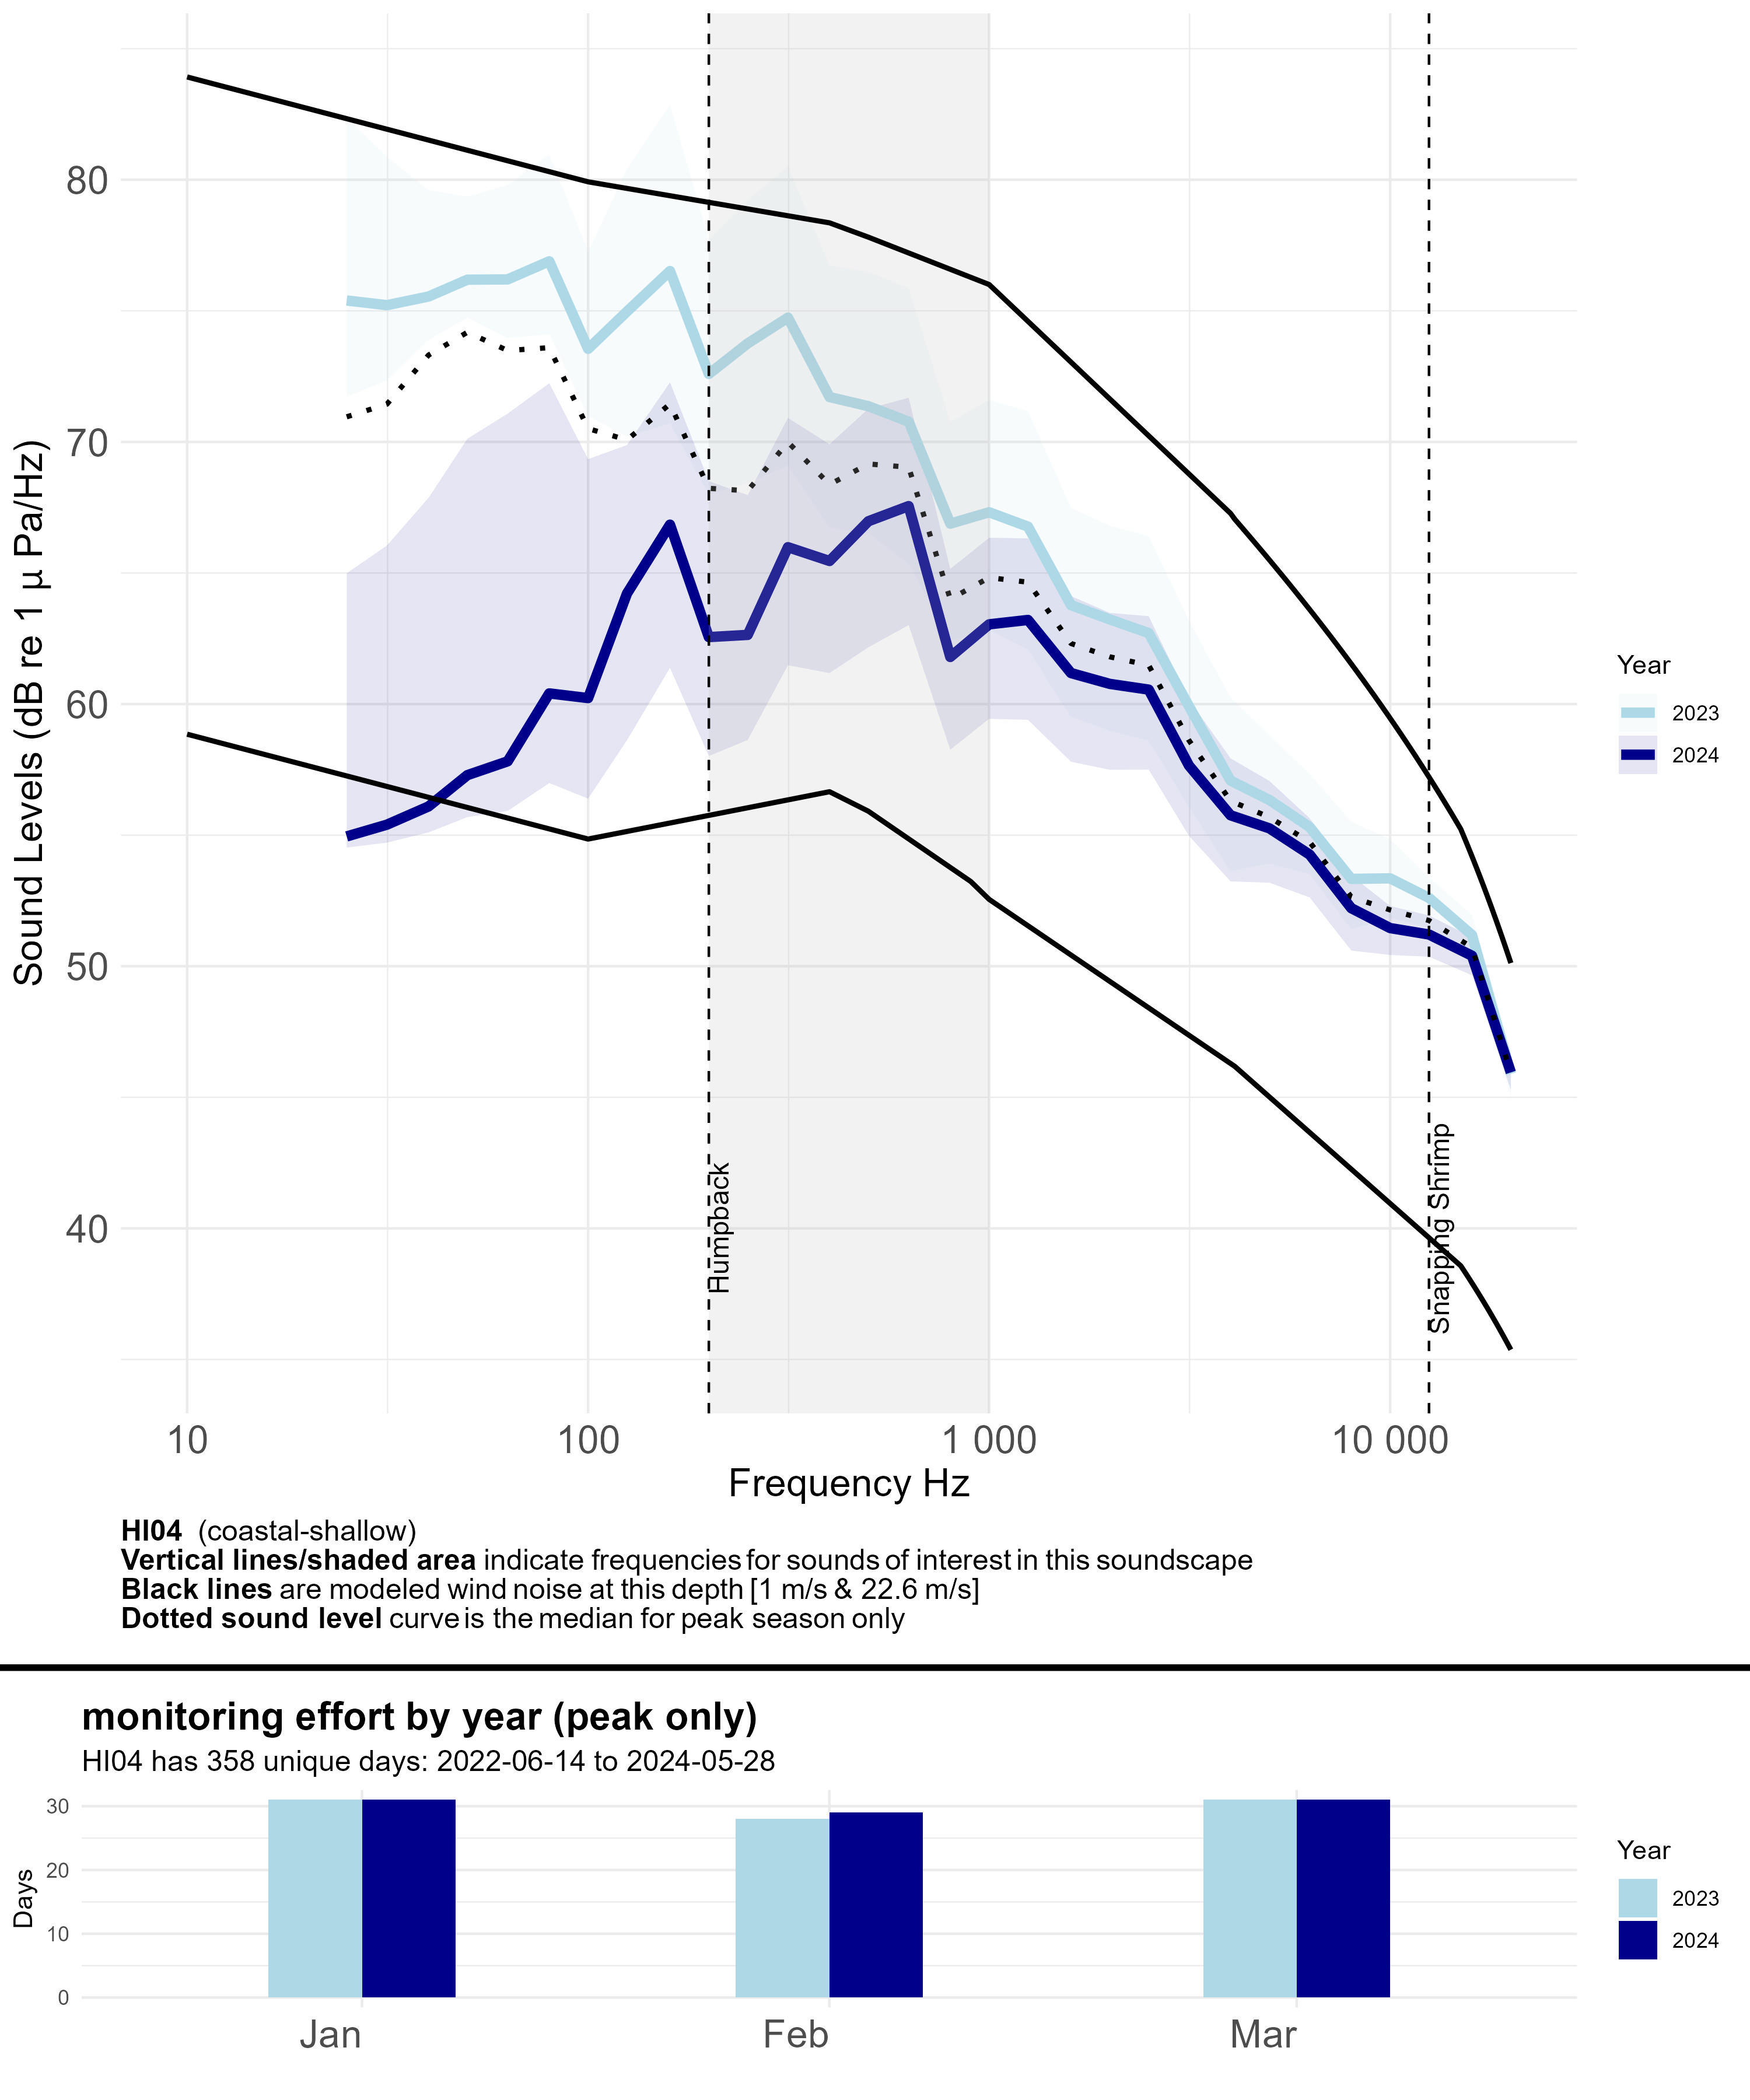 80
70
60
50
40
Sound Levels (dB re 1 µ Pa/Hz)
Humpback
Snapping Shrimp
10 100 1 000 10 000
Frequency Hz
Year
2023
2024
HI04 (coastal-shallow)
Vertical lines/shaded area indicate frequencies for sounds of interest in this soundscape
Black lines are modeled wind noise at this depth [1 m/s & 22.6 m/s]
Dotted sound level curve is the median for peak season only
monitoring effort by year (peak only)
HI04 has 358 unique days: 2022-06-14 to 2024-05-28
30
20
10
0
Days
Jan Feb Mar
Year
2023
2024